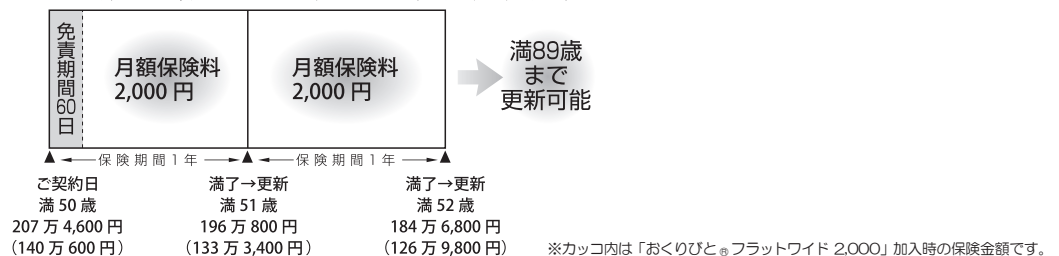 免責期間60日
月額保険料
2,000 円
月額保険料
2,000 円
満89歳
まで
更新可能
保険期間1年
保険期間1年
ご契約日
満 50 歳
207 万 4,600 円
（140 万 600 円）
満了→更新
満 51 歳
196 万 800 円
（133 万 3,400 円）
満了→更新
満 52 歳
184 万 6,800 円
（126 万 9,800 円）
※カッコ内は「おくりびと®フラットワイド 2,000」加入時の保険金額です。